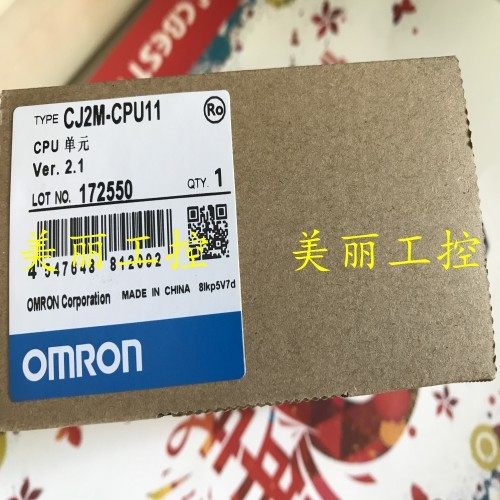 TYPE CJ2M-CPU11
Ro
CPU 单元
Ver. 2.1
LOT NO. 172550
QTY. 1
美丽工控
美丽工控
4 547648 812002
OMRON Corporation MADE IN CHINA 8lkp5V7d
OMRON